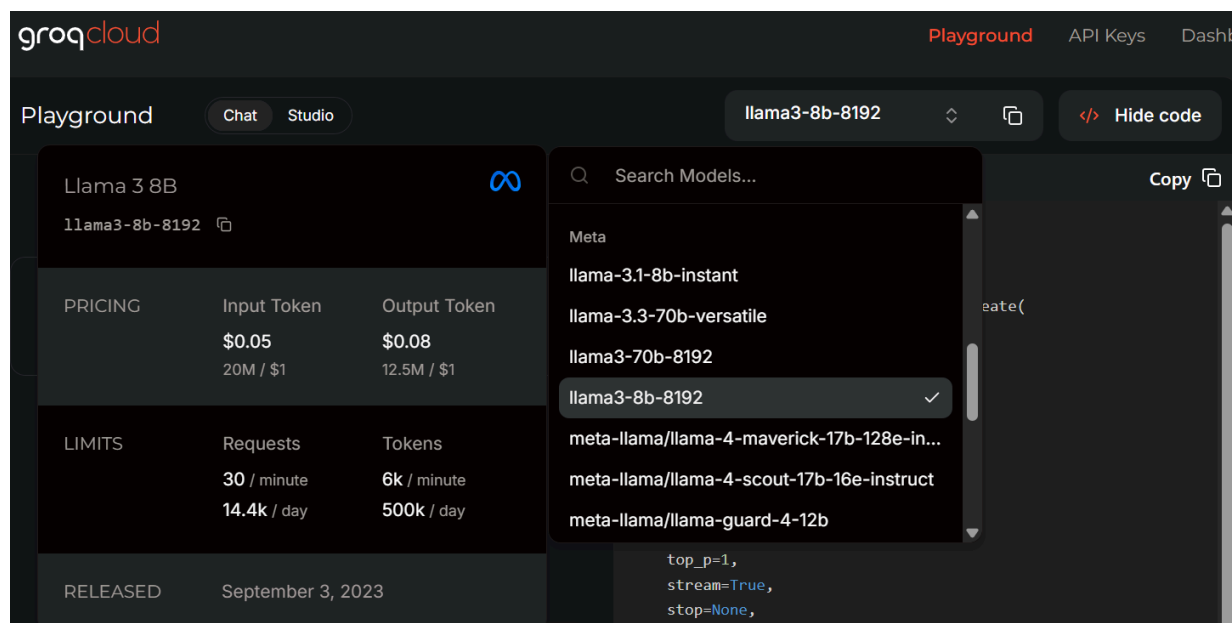 groqcloud
Playground API Keys Dashb
Playground Chat Studio llama3-8b-8192 </> Hide code
Llama 3 8B
llama3-8b-8192
PRICING Input Token Output Token
$0.05 $0.08
20M / $1 12.5M / $1
LIMITS Requests Tokens
30 / minute 6k / minute
14.4k / day 500k / day
RELEASED September 3, 2023
Search Models...
Meta
llama-3.1-8b-instant
llama-3.3-70b-versatile
llama3-70b-8192
llama3-8b-8192
meta-llama/llama-4-maverick-17b-128e-in...
meta-llama/llama-4-scout-17b-16e-instruct
meta-llama/llama-guard-4-12b
Copy
eate(
top_p=1,
stream=True,
stop=None,